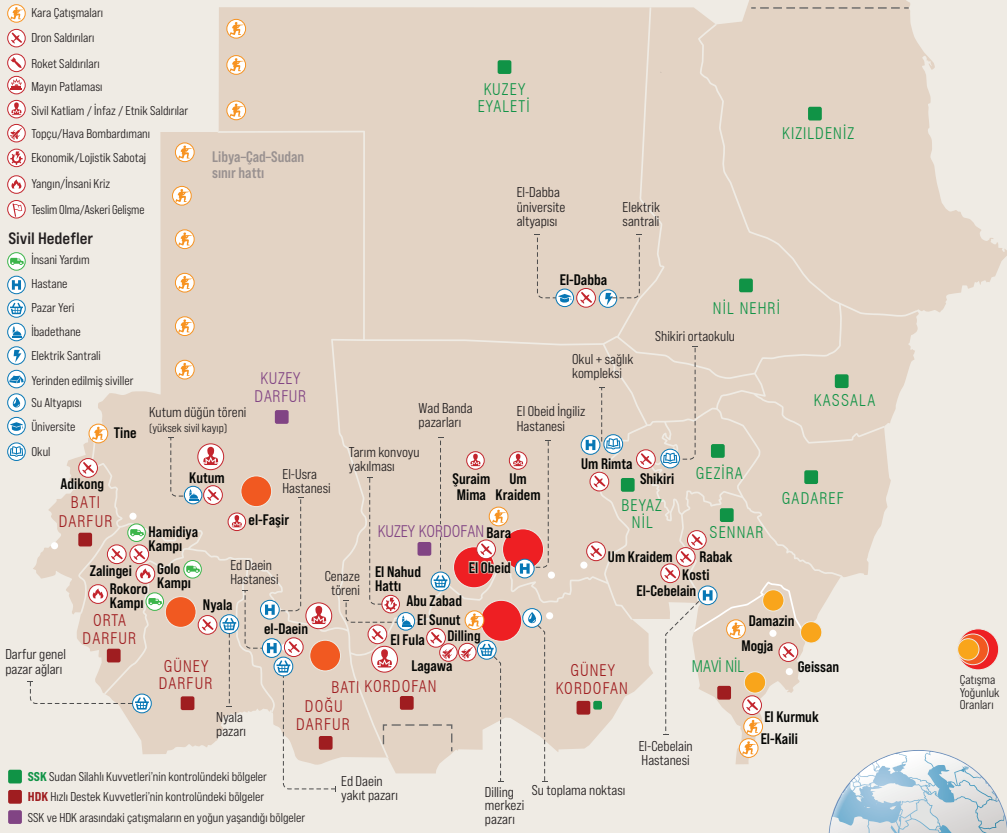 Kara Çatışmaları
Dron Saldırıları
Roket Saldırıları
Mayın Patlaması
Sivil Katliam / İnfaz / Etnik Saldırılar
Topçu/Hava Bombardımanı
Ekonomik/Lojistik Sabotaj
Yangın/İnsani Kriz
Teslim Olma/Askeri Gelişme
Sivil Hedefler
İnsani Yardım
Hastane
Pazar Yeri
İbadethane
Elektrik Santrali
Yerinden edilmiş siviller
Su Altyapısı
Üniversite
Okul
Libya-Çad-Sudan
sınır hattı
KUZEY
EYALETİ
KIZILDENİZ
El-Dabba
üniversite
altyapısı
Elektrik
santrali
El-Dabba
NİL NEHRİ
Shikiri ortaokulu
Okul + sağlık
kompleksi
KASSALA
KUZEY
DARFUR
Kutum düğün töreni
(yüksek sivil kayıp)
Wad Banda
pazarları
El Obeid İngiliz
Hastanesi
Tine
Tarım konvoyu
yakılması
El-Usra
Hastanesi
Adikong
Kutum
Şuraim
Mima
Um
Kraidem
Um Rimta
Shikiri
GEZİRA
GADAREF
BATI
DARFUR
el-Faşir
BEYAZ
NİL
SENNAR
Hamidiya
Kampı
KUZEY KORDOFAN
Bara
Zalingei
Golo
Kampı
Ed Daein
Hastanesi
Cenaze
töreni
El Nahud
Hattı
El Obeid
Um Kraidem
Rabak
Kosti
El-Cebelain
Rokoro
Kampı
Nyala
Abu Zabad
El Sunut
El Fula
Dilling
Lagawa
el-Daein
Damazin
Mogja
Geissan
ORTA
DARFUR
Darfur genel
pazar ağları
GÜNEY
DARFUR
BATI KORDOFAN
GÜNEY
KORDOFAN
MAVİ NİL
Çatışma
Yoğunluk
Oranları
DOĞU
DARFUR
Nyala
pazarı
El Kurmuk
El-Kaili
El-Cebelain
Hastanesi
Ed Daein
yakıt pazarı
Dilling
merkezi
pazarı
Su toplama noktası
SSK Sudan Silahlı Kuvvetleri'nin kontrolündeki bölgeler
HDK Hızlı Destek Kuvvetleri'nin kontrolündeki bölgeler
SSK ve HDK arasındaki çatışmaların en yoğun yaşandığı bölgeler